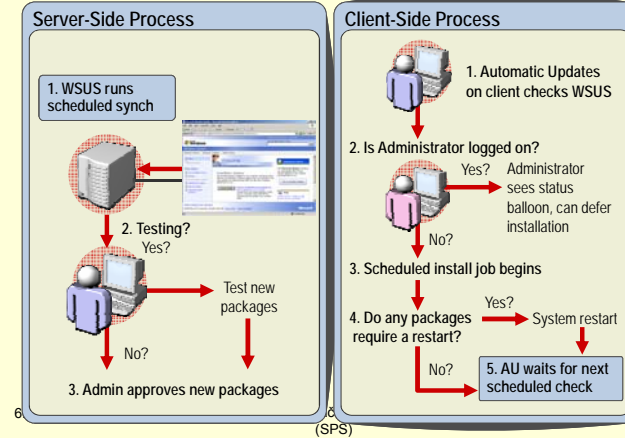 Server-Side Process
1. WSUS runs
scheduled synch
2. Testing?
Yes?
Test new
packages
No?
3. Admin approves new packages
Client-Side Process
1. Automatic Updates
on client checks WSUS
2. Is Administrator logged on?
Yes?
Administrator
sees status
balloon, can defer
installation
No?
3. Scheduled install job begins
4. Do any packages
require a restart?
Yes?
System restart
No?
5. AU waits for next
scheduled check
6
(SPS)